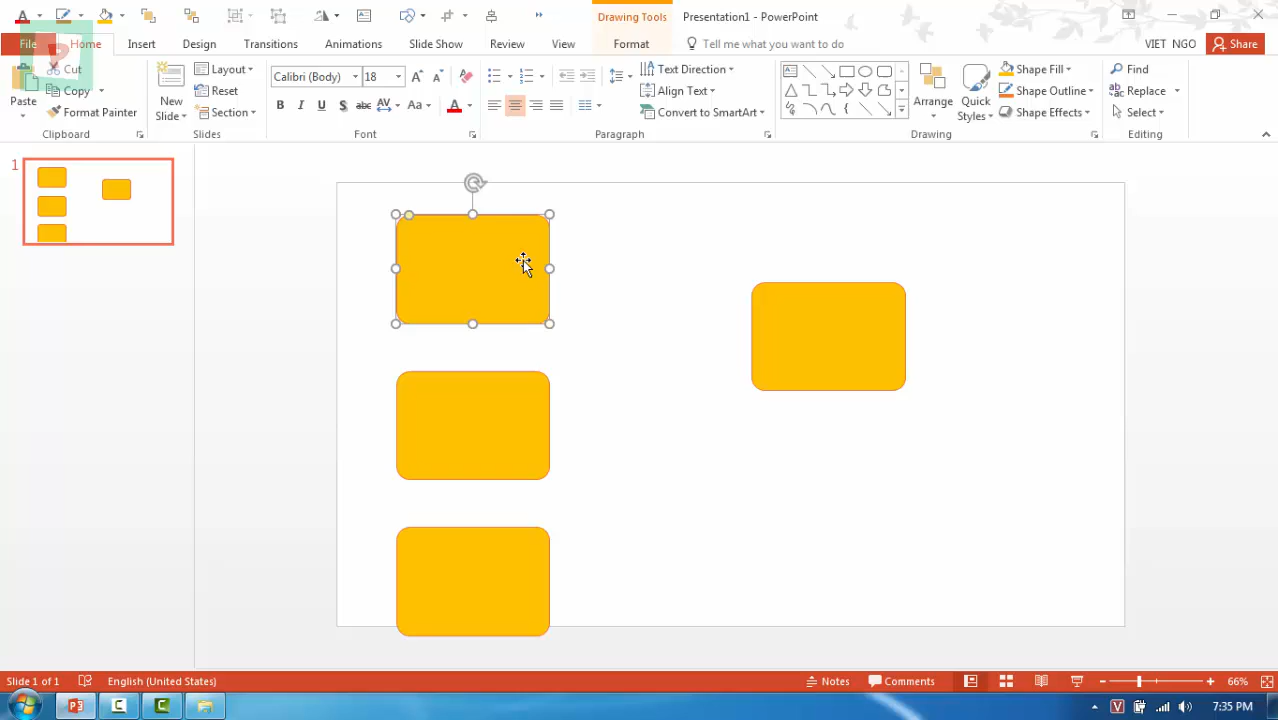 Drawing Tools
Presentation1 - PowerPoint
File
Home
Insert
Design
Transitions
Animations
Slide Show
Review
View
Format
Tell me what you want to do
VIET NGO
Share
Paste
Cut
Copy
Format Painter
Clipboard
New
Slide
Layout
Reset
Section
Slides
Calibri (Body)
18
B I U S abc AV Aa A
Font
Text Direction
Align Text
Convert to SmartArt
Paragraph
Arrange
Quick
Styles
Shape Fill
Shape Outline
Shape Effects
Drawing
Find
Replace
Select
Editing
1
Slide 1 of 1
English (United States)
Notes
Comments
66%
7:35 PM